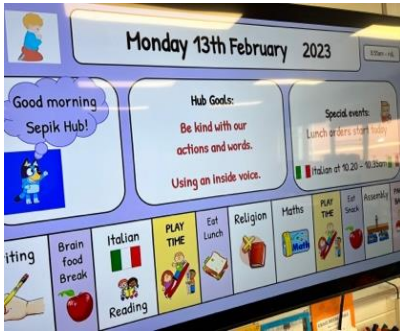 Monday 13th February 2023
Good morning
Sepik Hub!
Hub Goals:
Be kind with our
actions and words.
Using an inside voice.
Special events:
Lunch orders start today
italian at 10.20 - 10.35am
iting
Brain
food
Break
Italian
Reading
PLAY
TIME
Eat
Lunch
Religion
Maths
Math
PLAY
TIME
Eat
Snack
Assembly